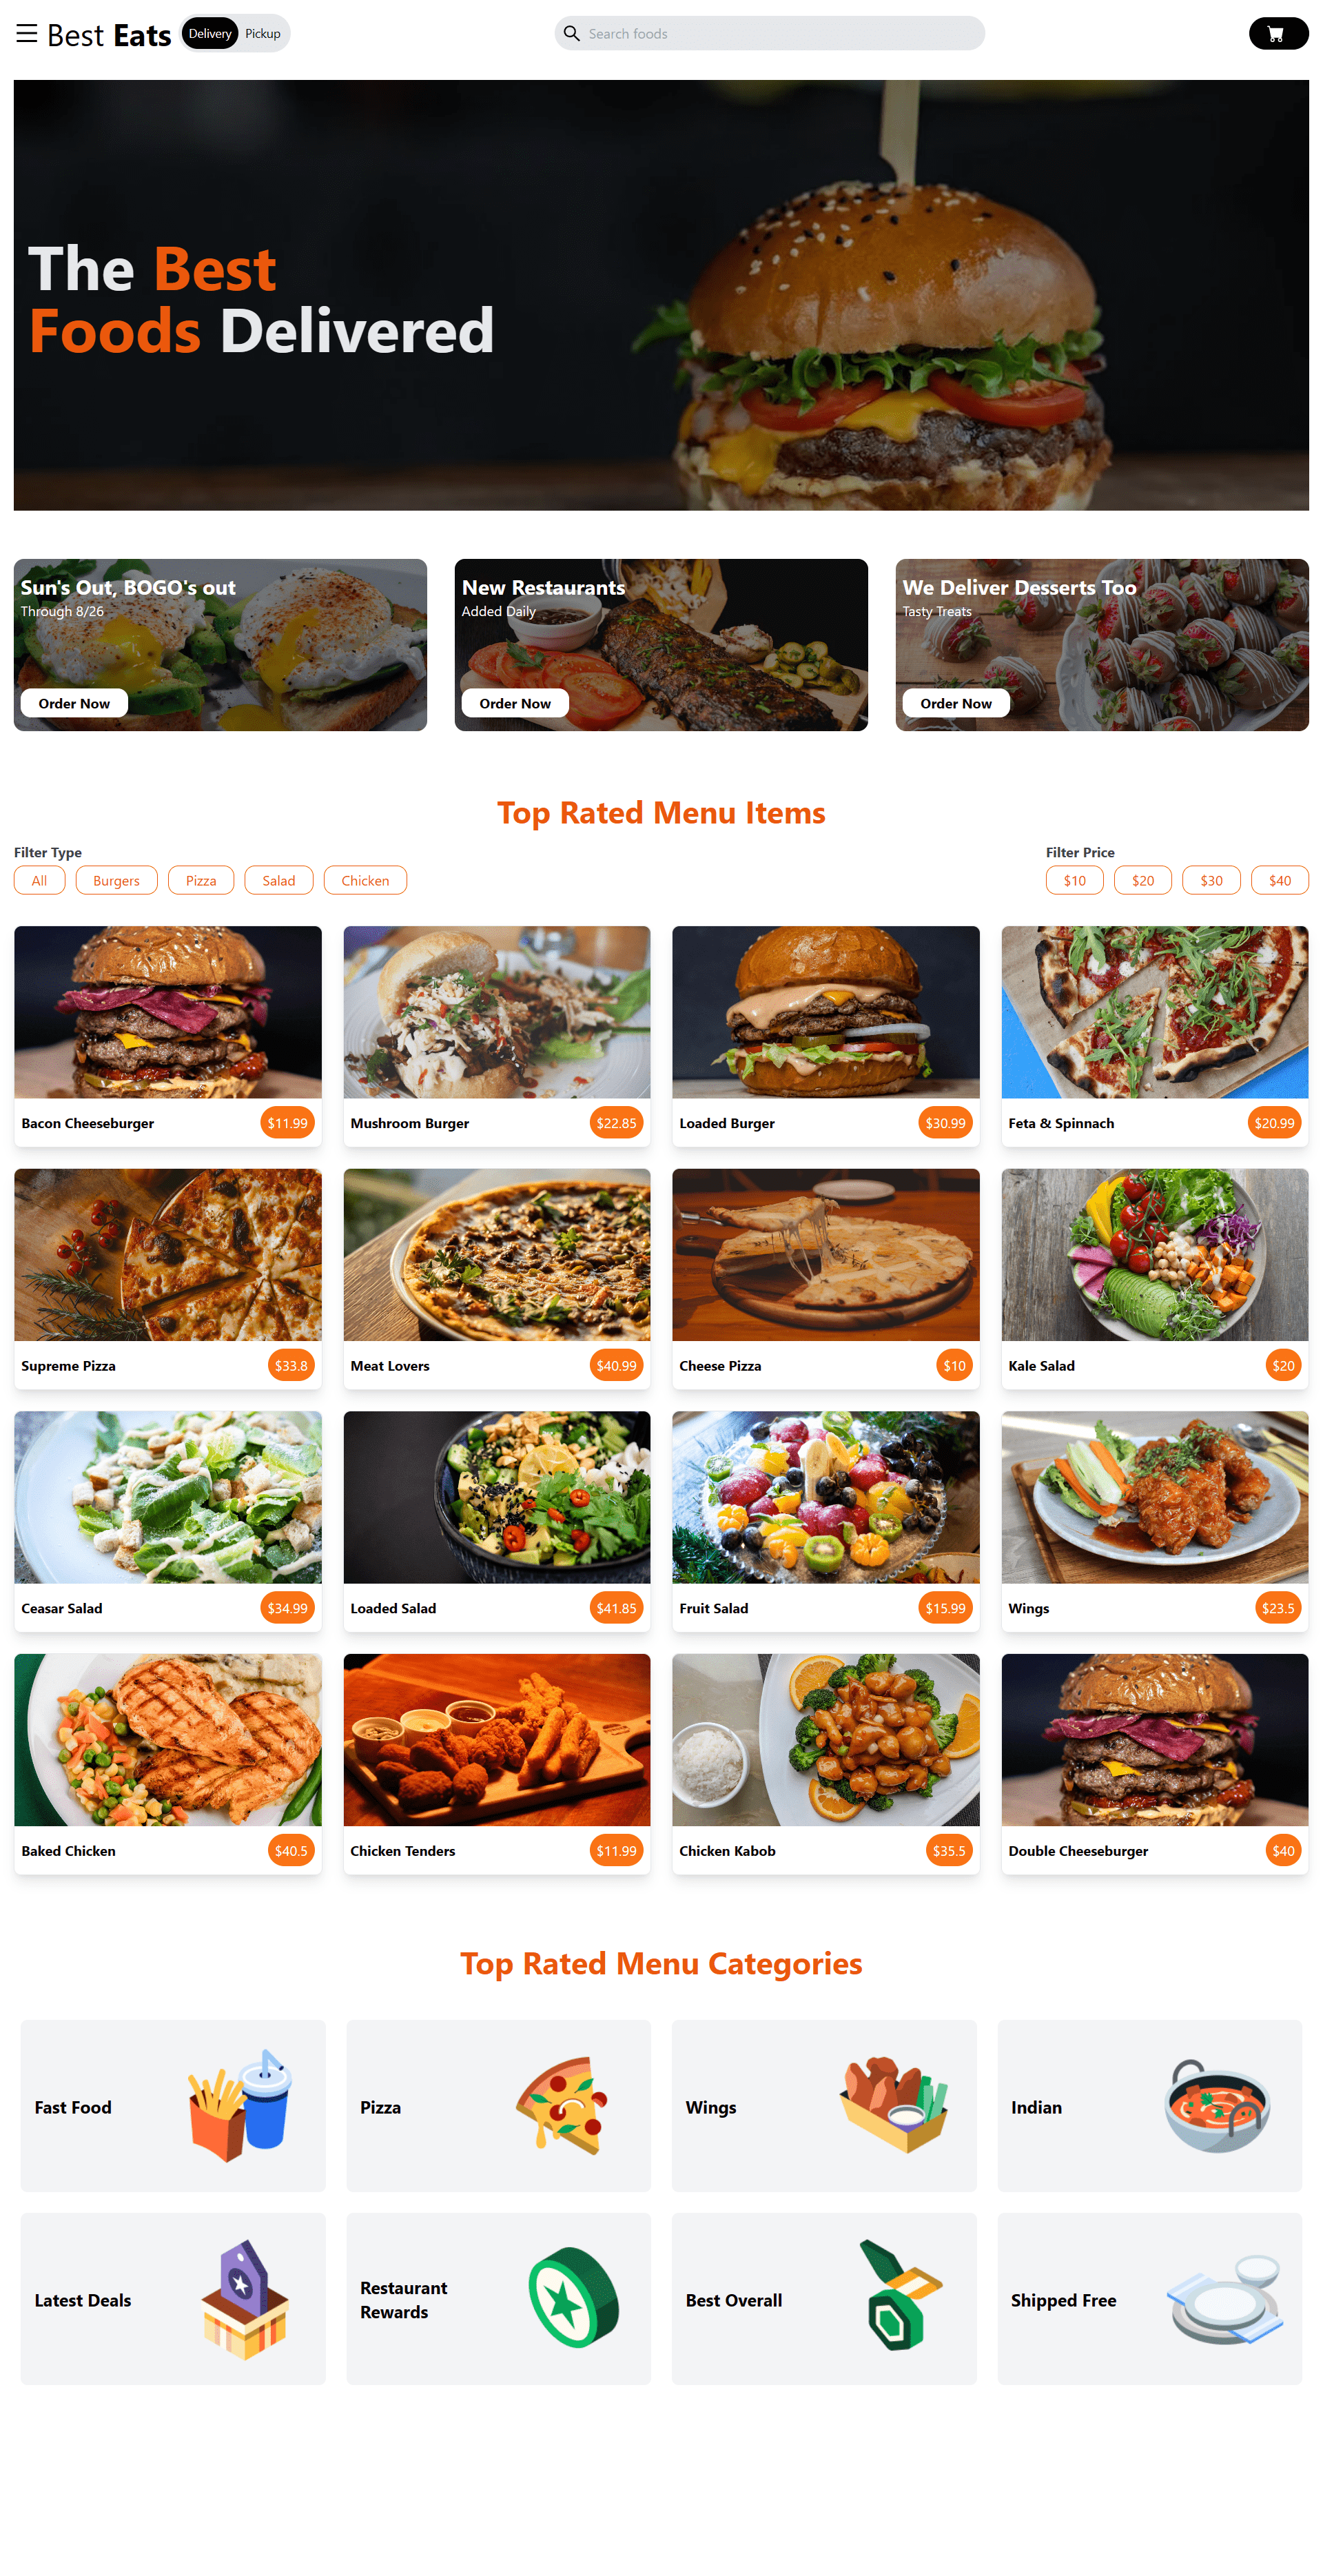 Best Eats
Delivery
Pickup
Search foods
The Best
Foods Delivered
Sun's Out, BOGO's out
Through 8/26
Order Now
New Restaurants
Added Daily
Order Now
We Deliver Desserts Too
Tasty Treats
Order Now
Top Rated Menu Items
Filter Type
All
Burgers
Pizza
Salad
Chicken
Filter Price
$10
$20
$30
$40
Bacon Cheeseburger
$11.99
Mushroom Burger
$22.85
Loaded Burger
$30.99
Feta & Spinnach
$20.99
Supreme Pizza
$33.8
Meat Lovers
$40.99
Cheese Pizza
$10
Kale Salad
$20
Ceasar Salad
$34.99
Loaded Salad
$41.85
Fruit Salad
$15.99
Wings
$23.5
Baked Chicken
$40.5
Chicken Tenders
$11.99
Chicken Kabob
$35.5
Double Cheeseburger
$40
Top Rated Menu Categories
Fast Food
Pizza
Wings
Indian
Latest Deals
Restaurant
Rewards
Best Overall
Shipped Free